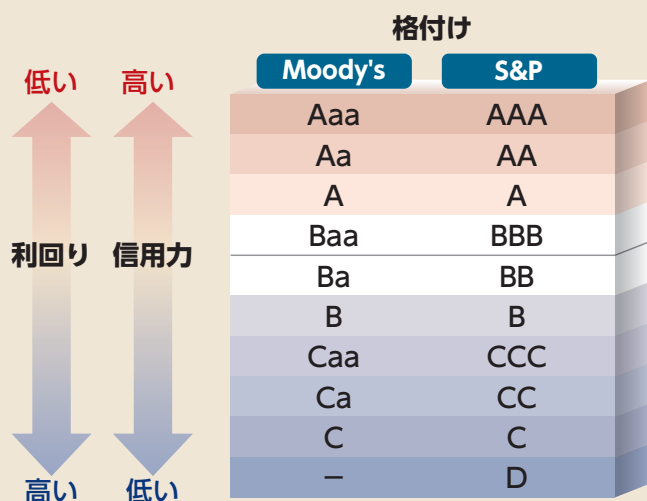 格付け
低い 高い Moody's S&P
Aaa AAA
Aa AA
A A
Baa BBB
利回り 信用力
Ba BB
B B
Caa CCC
Ca CC
C C
高い 低い – D